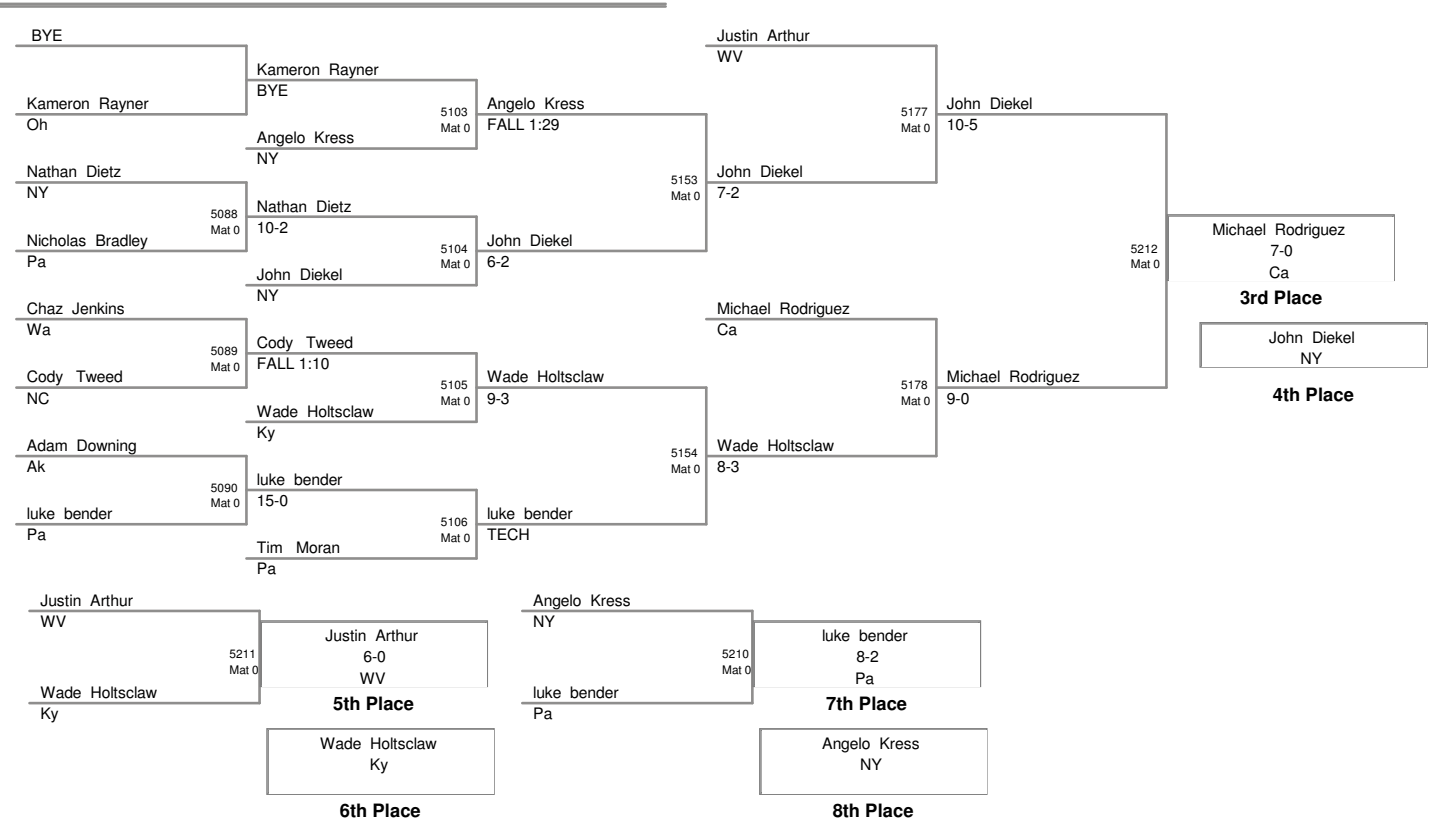 BYE
Kameron Rayner
Oh
Nathan Dietz
NY
Nicholas Bradley
Pa
Chaz Jenkins
Wa
Cody Tweed
NC
Adam Downing
Ak
luke bender
Pa
Kameron Rayner
BYE
Angelo Kress
NY
5088
Mat 0
Nathan Dietz
10-2
John Diekel
NY
5089
Mat 0
Cody Tweed
FALL 1:10
Wade Holtsclaw
Ky
5090
Mat 0
luke bender
15-0
Tim Moran
Pa
5103
Mat 0
Angelo Kress
FALL 1:29
5104
Mat 0
John Diekel
6-2
5105
Mat 0
Wade Holtsclaw
9-3
5106
Mat 0
luke bender
TECH
Justin Arthur
WV
5153
Mat 0
John Diekel
7-2
Michael Rodriguez
Ca
5154
Mat 0
Wade Holtsclaw
8-3
5177
Mat 0
John Diekel
10-5
5178
Mat 0
Michael Rodriguez
9-0
5212
Mat 0
Michael Rodriguez
7-0
Ca
3rd Place
John Diekel
NY
4th Place
Justin Arthur
WV
Wade Holtsclaw
Ky
5211
Mat 0
Justin Arthur
6-0
WV
5th Place
Wade Holtsclaw
Ky
6th Place
Angelo Kress
NY
luke bender
Pa
5210
Mat 0
luke bender
8-2
Pa
7th Place
Angelo Kress
NY
8th Place